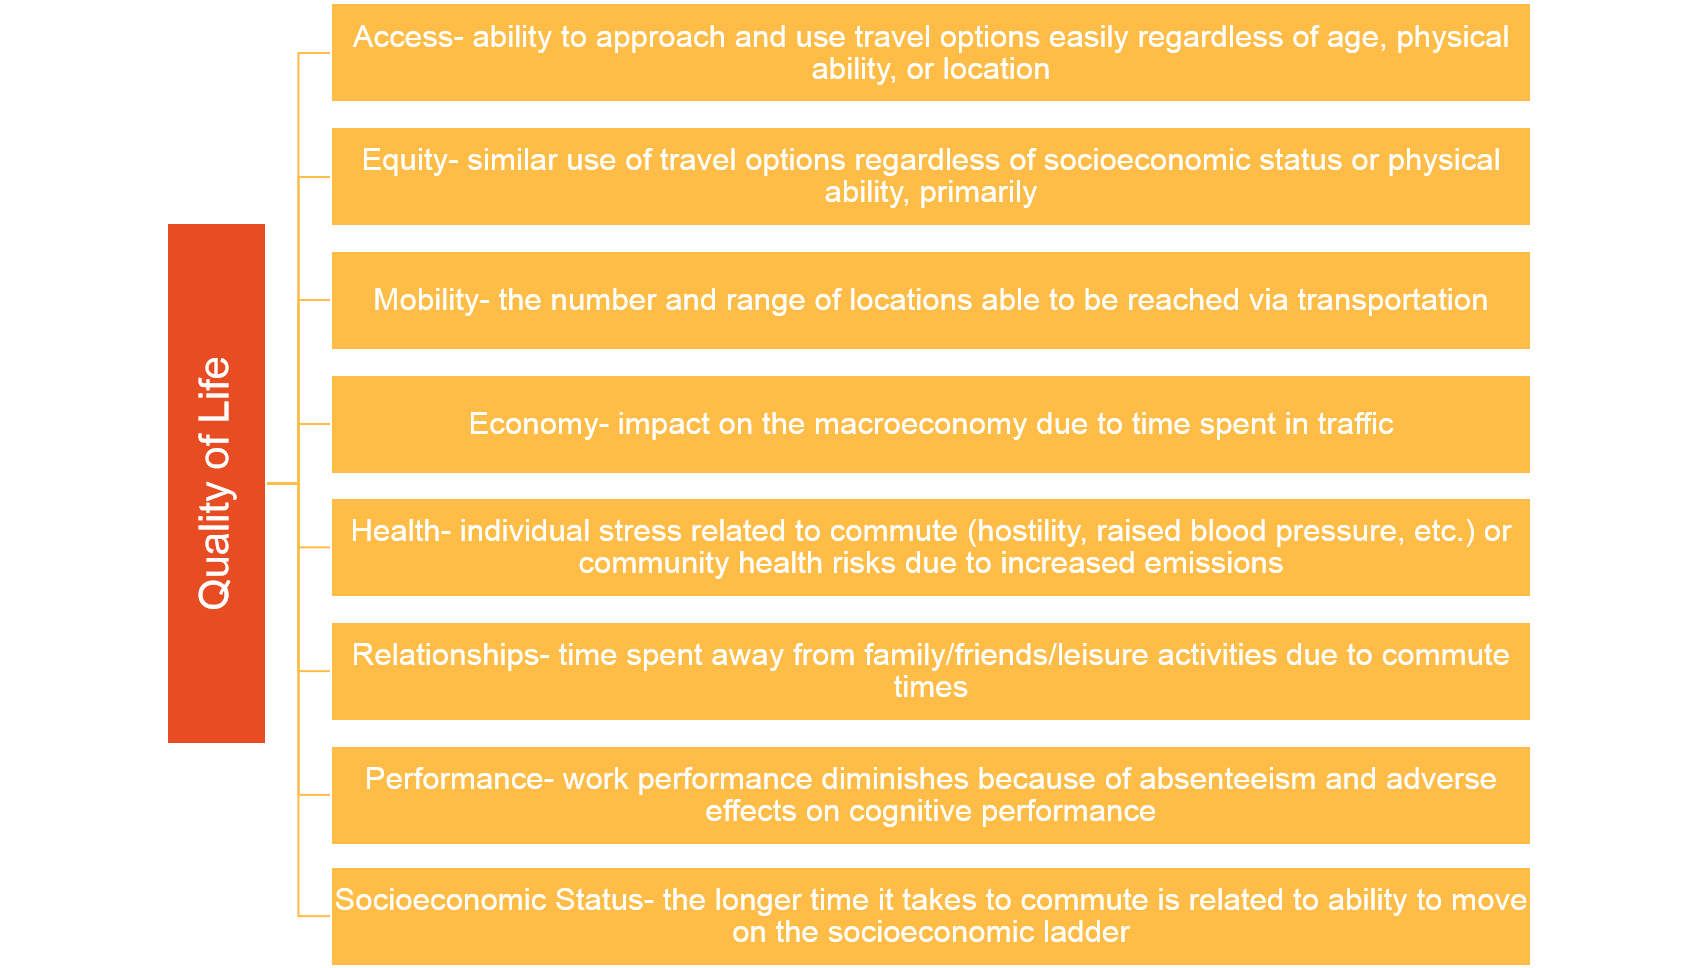 Quality of Life
Access- ability to approach and use travel options easily regardless of age, physical
ability, or location
Equity- similar use of travel options regardless of socioeconomic status or physical
ability, primarily
Mobility- the number and range of locations able to be reached via transportation
Economy- impact on the macroeconomy due to time spent in traffic
Health- individual stress related to commute (hostility, raised blood pressure, etc.) or
community health risks due to increased emissions
Relationships- time spent away from family/friends/leisure activities due to commute
times
Performance- work performance diminishes because of absenteeism and adverse
effects on cognitive performance
Socioeconomic Status- the longer time it takes to commute is related to ability to move
on the socioeconomic ladder